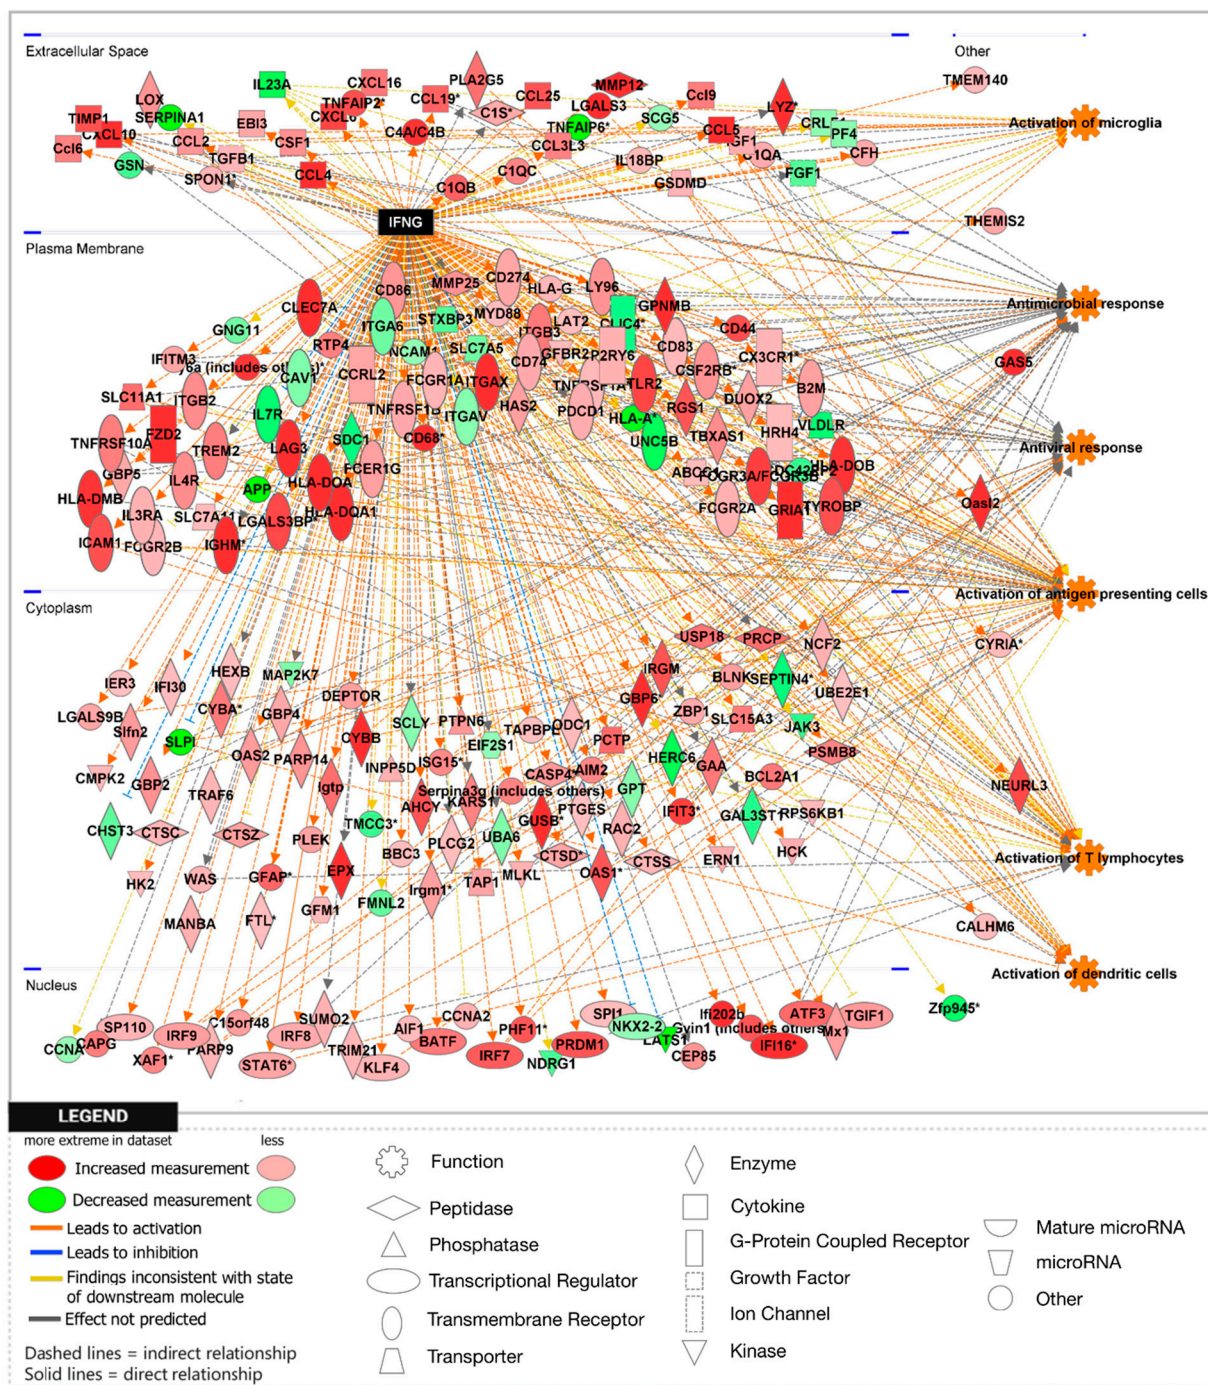 Extracellular Space
Other
IL23A
CXCL16
PLA2G5
MMP12
TMEM140
LOX
TNFAIP2*
CCL19*
CCL25
Ccl9
LYZ*
SERPINA1
C1S*
LGALS3
TIMP1
EBI3
CXCL6
TNFAIP6*
SCG5
Activation of microglia
CXCL10
CCL2
CSF1
C4A/C4B
CCL3L3
CCL5
PF4
Ccl6
GSN
TGFB1
C1QC
IL18BP
C1QA
CFH
SPON1*
CCL4
C1QB
GSDMD
FGF1
IFNG
THEMIS2
Plasma Membrane
CD86
MMP25
CD274
HLA-G
LY96
CLEC7A
GPNMB
Antimicrobial response
GNG11
ITGA6
STXBP3
MYD88
LAT2
CLIC4*
CD44
RTP4
NCAM1
SLC7A5
ITGB3
P2RY6
CD83
CX3CR1*
IFITM3
CAV1
CCRL2
FCGR1A
CD74
CSF2RB*
GAS5
SLC11A1
ITGB2
ITGAX
TLR2
DUOX2
B2M
TNFRSF10A
FZD2
IL7R
SDC1
TNFRSF1B
ITGAV
HAS2
PDCD1
HLA-A*
RGS1
VLDLR
TREM2
LAG3
CD68*
UNC5B
TBXAS1
HRH4
Antiviral response
GBP5
IL4R
APP
HLA-DOA
FCER1G
ABCC1
FCGR3A/FCGR3B
HLA-DOB
HLA-DMB
IL3RA
SLC7A11
LGALS3BP*
HLA-DQA1
FCGR2A
GRIA1
TYROBP
Oasl2
ICAM1
FCGR2B
IGHM*
Cytoplasm
Activation of antigen presenting cells
USP18
PRCP
NCF2
CYRIA*
IER3
IFI30
HEXB
MAP2K7
DEPTOR
IRGM
BLNK
SEPTIN4*
UBE2E1
LGALS9B
CYBA*
GBP4
GBP6*
ZBP1
SLC15A3
JAK3
Slfn2
SLPI
OAS2
CYBB
SCLY
PTPN6
TAPBPL
ODC1
PCTP
PSMB8
CMPK2
GBP2
PARP14
INPP5D
ISG15*
EIF2S1
CASP4*
AIM2
HERC6
GAA
BCL2A1
NEURL3
TRAF6
Igtp
AHCY
KARS1
Serpina3g (includes others)
GPT
IFIT3*
GAL3ST1
RPS6KB1
CHST3
CTSC
CTSZ
PLEK
TMCC3*
PLCG2
UBA6
GUSB*
PTGES
RAC2
HCK
BBC3
CTSD*
CTSS
ERN1
Activation of T lymphocytes
HK2
WAS
GFAP*
EPX
Irgm1*
TAP1
MLKL
OAS1*
MANBA
FTL*
GFM1
FMNL2
CALHM6
Nucleus
Activation of dendritic cells
Zfp945*
SP110
C15orf48
SUMO2
CCNA2
SPI1
Ifi202b
ATF3
TGIF1
CCNA
CAPG
IRF9
IRF8
AIF1
BATF
PHF11*
NKX2-2
Gvin1 (includes others)
Mx1
XAF1*
PARP9
STAT6*
TRIM21
KLF4
IRF7
NDRG1
PRDM1
LATS1
CEP85
IFI16*
LEGEND
more extreme in dataset
less
Increased measurement
Decreased measurement
Leads to activation
Leads to inhibition
Findings inconsistent with state
of downstream molecule
Effect not predicted
Dashed lines = indirect relationship
Solid lines = direct relationship
Function
Peptidase
Phosphatase
Transcriptional Regulator
Transmembrane Receptor
Transporter
Enzyme
Cytokine
G-Protein Coupled Receptor
Growth Factor
Ion Channel
Kinase
Mature microRNA
microRNA
Other